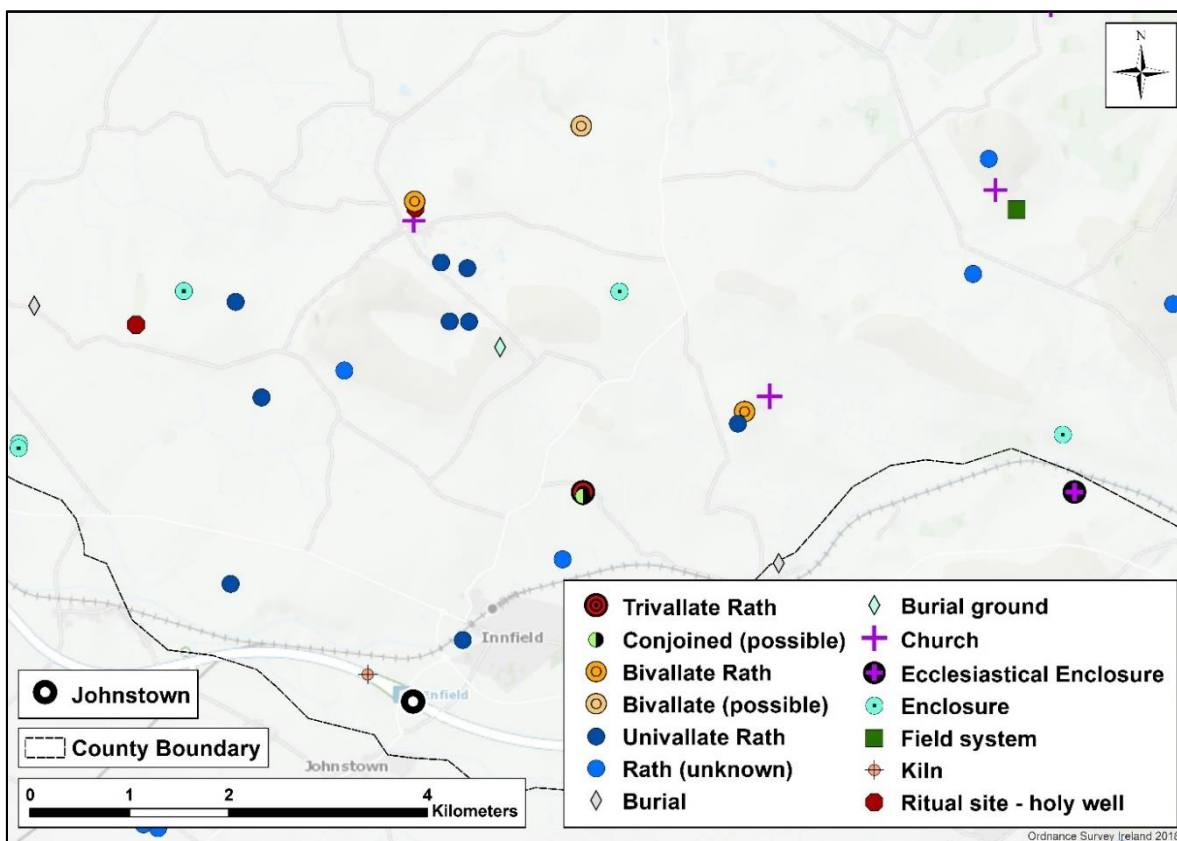 N
Innfield
Enfield
Johnstown
Johnstown
County Boundary
0 1 2 4
Kilometers
Trivallate Rath
Conjoined (possible)
Bivallate Rath
Bivallate (possible)
Univallate Rath
Rath (unknown)
Burial
Burial ground
Church
Ecclesiastical Enclosure
Enclosure
Field system
Kiln
Ritual site - holy well
Ordnance Survey Ireland 2018